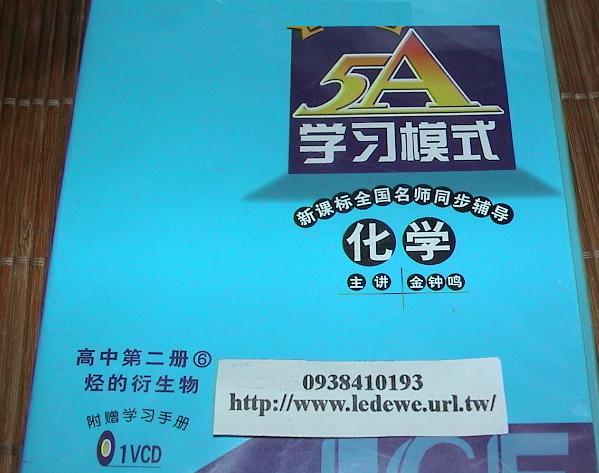 5A
学习模式
新课标全国名师同步辅导
化学
主讲 金钟鸣
高中第二册⑥
烃的衍生物
附赠学习手册
1VCD
0938410193
http://www.ledewe.url.tw/